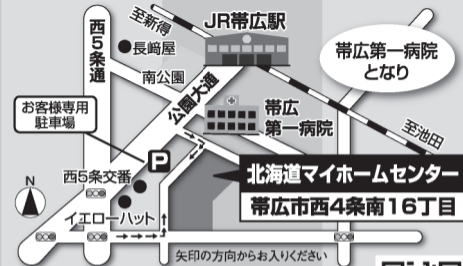 至新得
JR帯広駅
西5条通
長崎屋
南公園
公園大通
帯広第一病院
となり
お客様専用
駐車場
帯広
第一病院
至池田
P
西5条交番
北海道マイホームセンター
N
イエローハット
帯広市西4条南16丁目
矢印の方向からお入りください